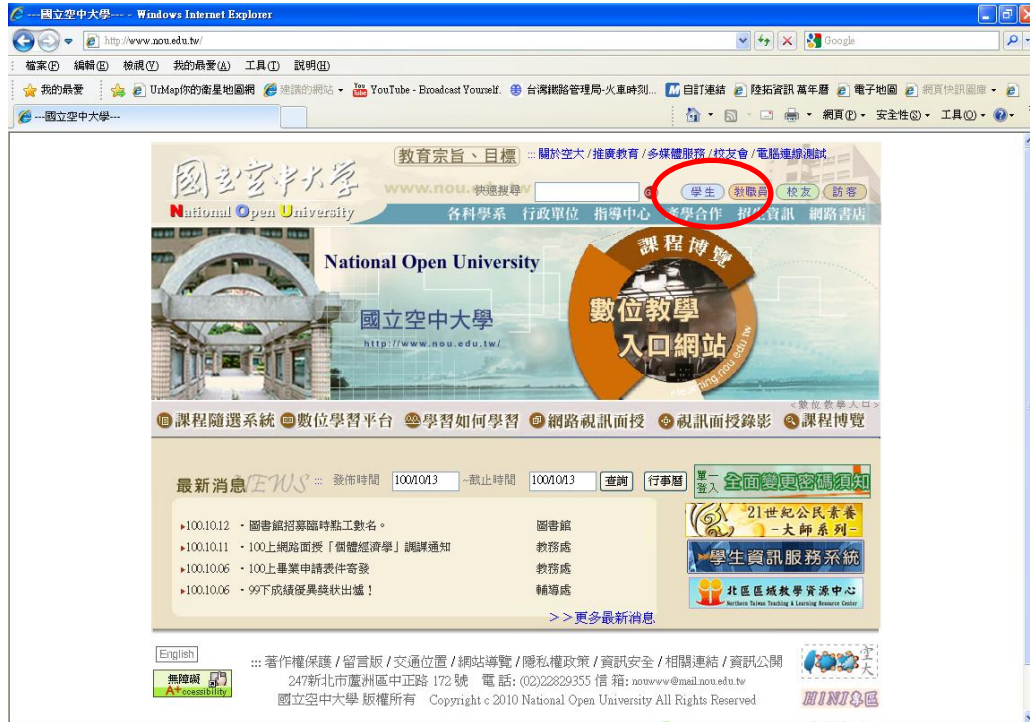 ---國立空中大學--- - Windows Internet Explorer
http://www.nou.edu.tw/
Google
檔案(F) 編輯(E) 檢視(V) 我的最愛(A) 工具(T) 說明(H)
我的最愛 UrMap你的衛星地圖網 建議的網站 YouTube - Broadcast Yourself. 台灣鐵路管理局-火車時刻... 自訂連結 陸拓資訊 萬年曆 電子地圖 網頁快訊圖庫
---國立空中大學---
網頁(P) 安全性(S) 工具(O)
教育宗旨、目標 ::: 關於空大/推廣教育/多媒體服務/校友會/電腦連線測試
國立空中大學
www.nou.edu.tw
快速搜尋
學生 教職員 校友 訪客
National Open University
各科學系 行政單位 指導中心 產學合作 招生資訊 網路書店
課程博覽
National Open University
國立空中大學
http://www.nou.edu.tw/
數位教學
入口網站
<數位教學入口>
課程隨選系統 數位學習平台 學習如何學習 網路視訊面授 視訊面授錄影 課程博覽
最新消息 NEWS ::: 發佈時間 100/10/13 ~截止時間 100/10/13 查詢 行事曆
單一登入 全面變更密碼須知
21世紀公民素養
-大師系列-
100.10.12 ・圖書館招募臨時點工數名。 圖書館
100.10.11 ・100上網路面授「個體經濟學」調課通知 教務處
學生資訊服務系統
100.10.06 ・100上畢業申請表件寄發 教務處
100.10.06 ・99下成績優異獎狀出爐！ 輔導處
北區區域教學資源中心
Northern Taiwan Teaching & Learning Resource Center
>>更多最新消息
English
無障礙
A+ccessibility
::: 著作權保護/留言版/交通位置/網站導覽/隱私權政策/資訊安全/相關連結/資訊公開
247新北市蘆洲區中正路 172 號 電 話: (02)22829355 信 箱: nouwww@mail.nou.edu.tw
國立空中大學 版權所有 Copyright c 2010 National Open University All Rights Reserved
空大
MINI令區